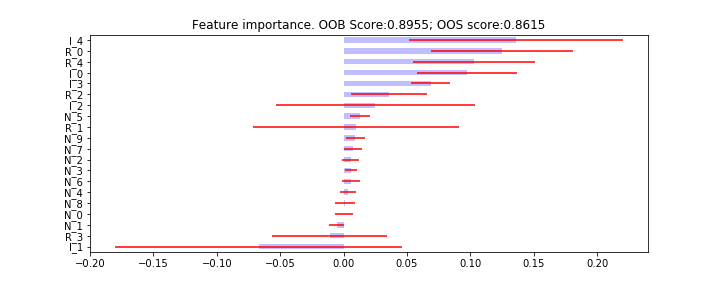 Feature importance. OOB Score:0.8955; OOS score:0.8615
I_4
R_0
R_4
I_0
I_3
R_2
I_2
N_5
R_1
N_9
N_7
N_2
N_3
N_6
N_4
N_8
N_0
N_1
R_3
I_1
−0.20 −0.15 −0.10 −0.05 0.00 0.05 0.10 0.15 0.20